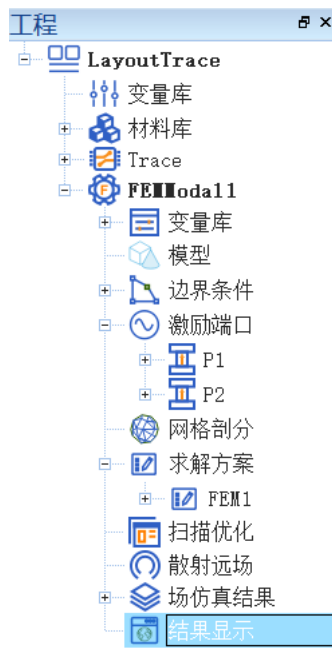 工程
LayoutTrace
变量库
材料库
Trace
FEMModal1
变量库
模型
边界条件
激励端口
P1
P2
网格剖分
求解方案
FEM1
扫描优化
散射远场
场仿真结果
结果显示